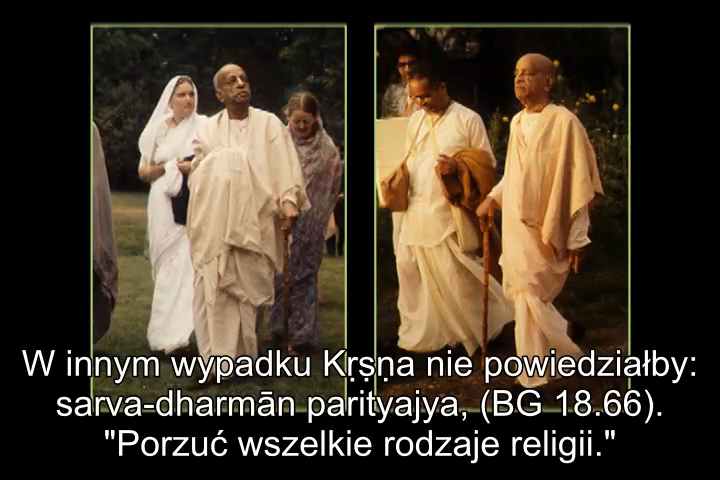 W innym wypadku Kṛṣṇa nie powiedziałby:
sarva-dharmān parityajya, (BG 18.66).
"Porzuć wszelkie rodzaje religii."